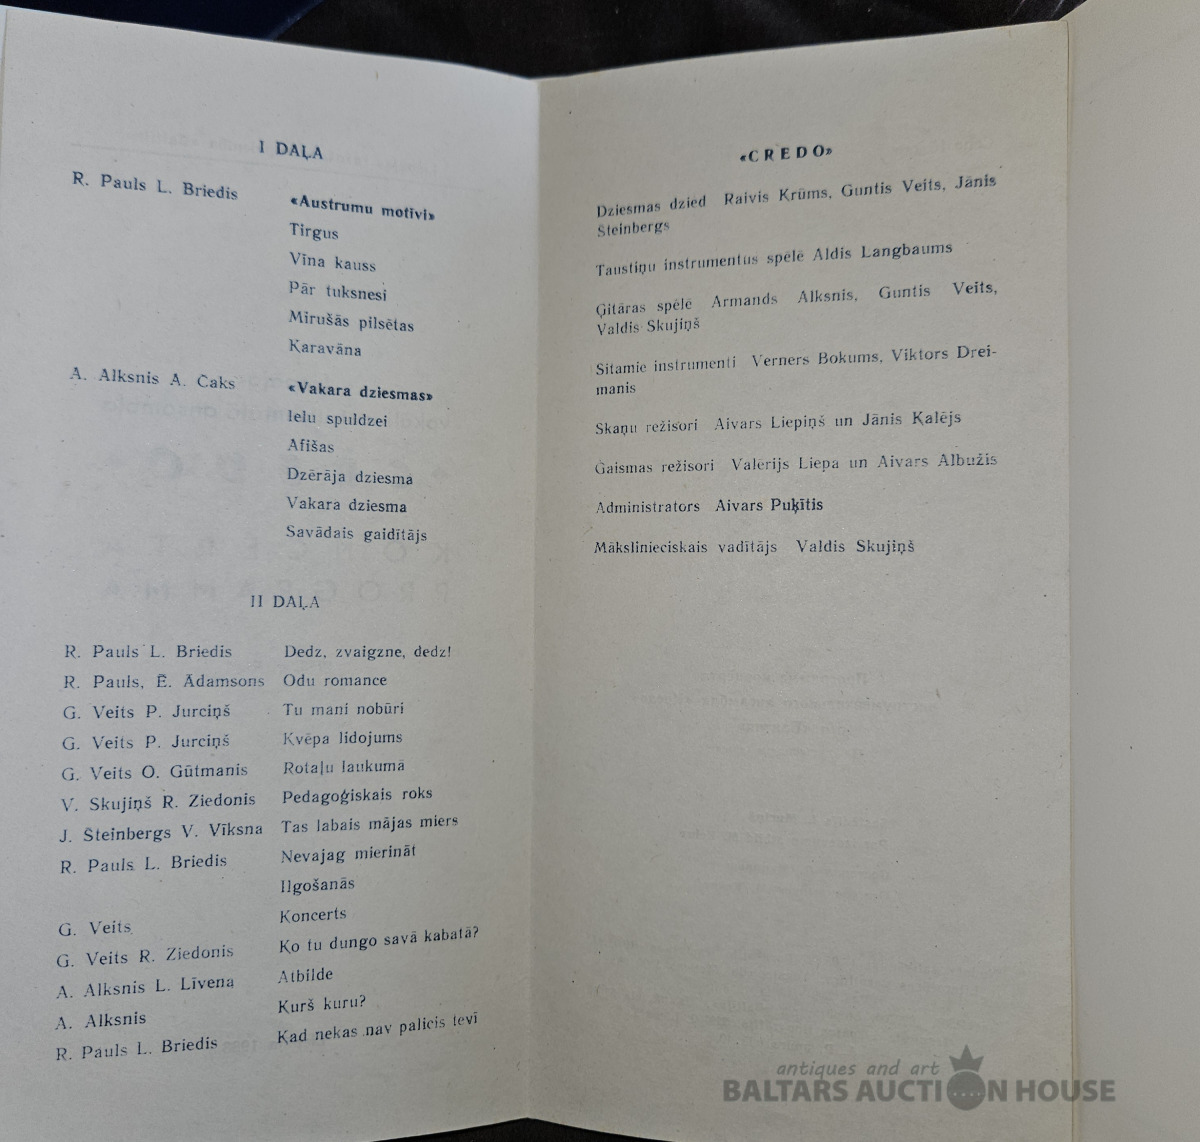 I DAĻA
R. Pauls L. Briedis «Austrumu motīvi»
Tirgus
Vīna kauss
Pār tuksnesi
Mirušās pilsētas
Karavāna
A. Alksnis A. Čaks «Vakara dziesmas»
Ielu spuldzei
Afišas
Dzērāja dziesma
Vakara dziesma
Savādais gaidītājs
II DAĻA
R. Pauls L. Briedis Dedz, zvaigzne, dedz!
R. Pauls, Ē. Ādamsons Odu romance
G. Veits P. Jurciņš Tu mani nobūri
G. Veits P. Jurciņš Kvēpa lidojums
G. Veits O. Gūtmanis Rotaļu laukumā
V. Skujiņš R. Ziedonis Pedagoģiskais roks
J. Šteinbergs V. Vīksna Tas labais mājas miers
R. Pauls L. Briedis Nevajag mierināt
Ilgošanās
G. Veits Koncerts
G. Veits R. Ziedonis Ko tu dungo savā kabatā?
A. Alksnis L. Līvena Atbilde
A. Alksnis Kurš kuru?
R. Pauls L. Briedis Kad nekas nav palicis tevī
«CREDO»
Dziesmas dzied Raivis Krūms, Guntis Veits, Jānis
Šteinbergs
Taustiņu instrumentus spēlē Aldis Langbaums
Ģitāras spēlē Armands Alksnis, Guntis Veits,
Valdis Skujiņš
Sitamie instrumenti Verners Bokums, Viktors Drei-
manis
Skaņu režisori Aivars Liepiņš un Jānis Kalējs
Gaismas režisori Valērijs Liepa un Aivars Albužis
Administrators Aivars Puķītis
Mākslinieciskais vadītājs Valdis Skujiņš
antiques and art
BALTARS AUCTION HOUSE